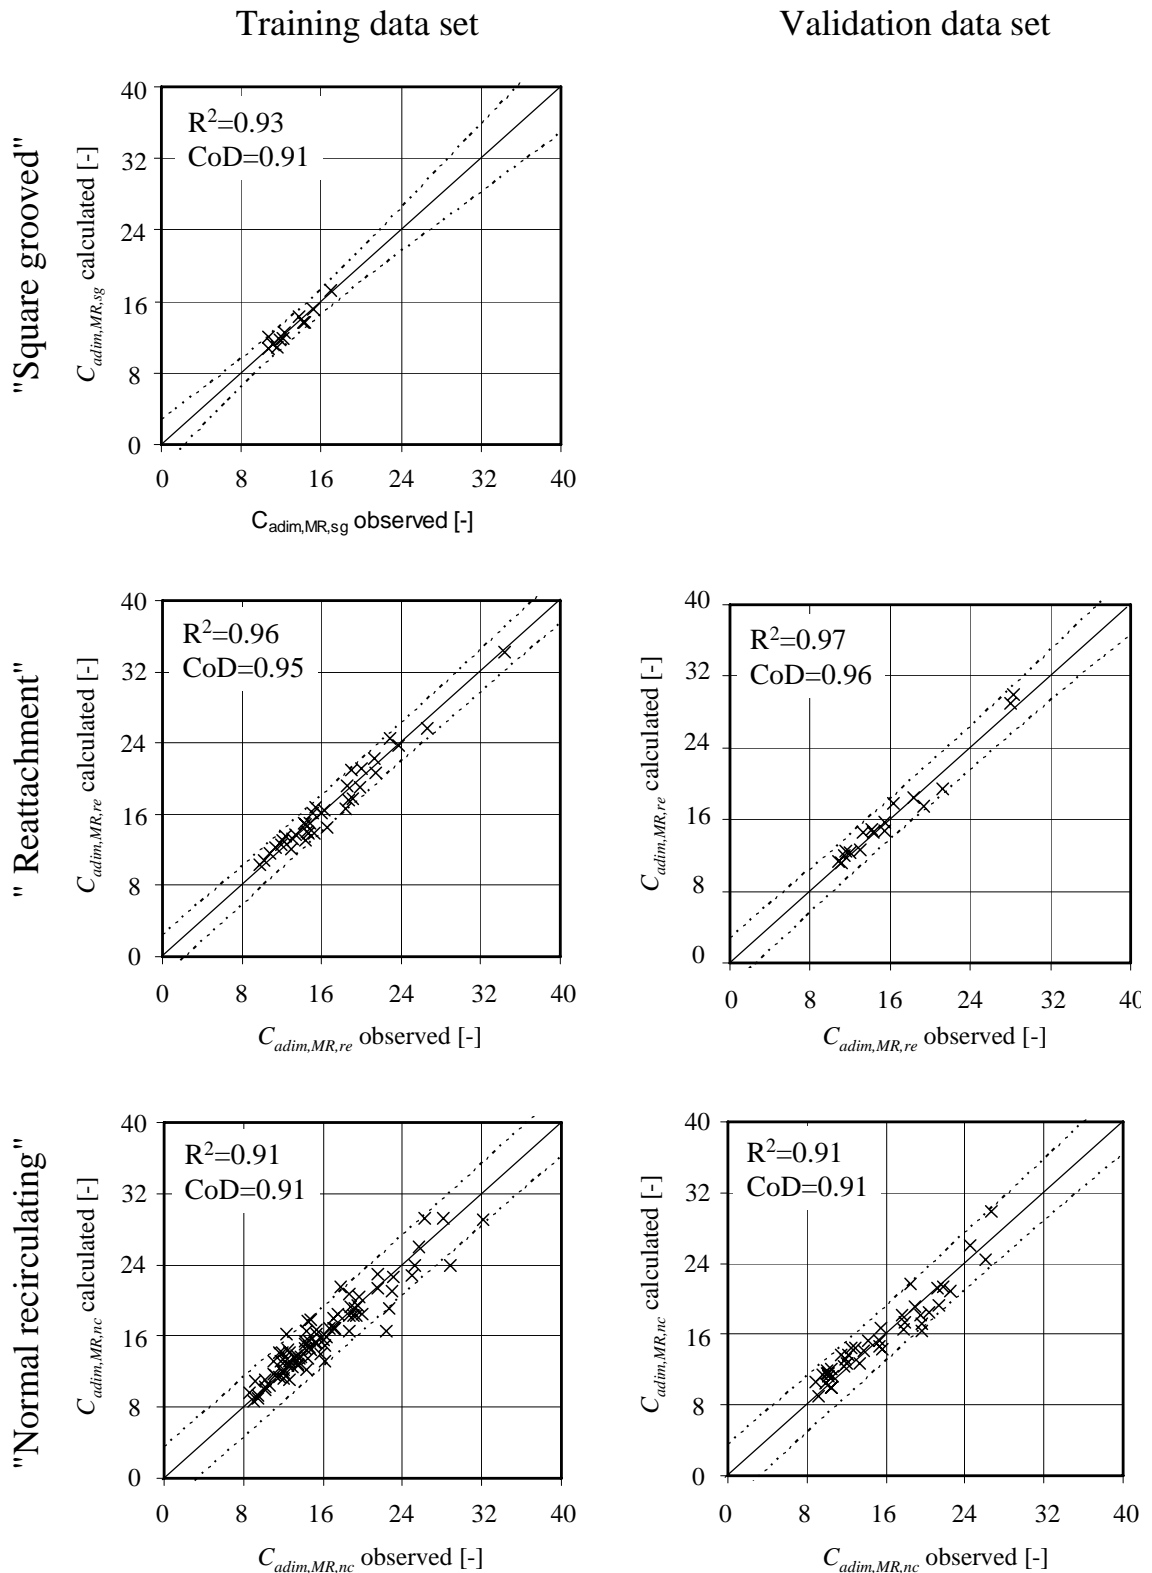 Training data set
Validation data set
"Square grooved"
C_adim,MR,sg calculated [-]
40
32
24
16
8
0
R²=0.93
CoD=0.91
0 8 16 24 32 40
C_adim,MR,sg observed [-]
" Reattachment"
C_adim,MR,re calculated [-]
40
32
24
16
8
0
R²=0.96
CoD=0.95
0 8 16 24 32 40
C_adim,MR,re observed [-]
C_adim,MR,re calculated [-]
40
32
24
16
8
0
R²=0.97
CoD=0.96
0 8 16 24 32 40
C_adim,MR,re observed [-]
"Normal recirculating"
C_adim,MR,nc calculated [-]
40
32
24
16
8
0
R²=0.91
CoD=0.91
0 8 16 24 32 40
C_adim,MR,nc observed [-]
C_adim,MR,nc calculated [-]
40
32
24
16
8
0
R²=0.91
CoD=0.91
0 8 16 24 32 40
C_adim,MR,nc observed [-]